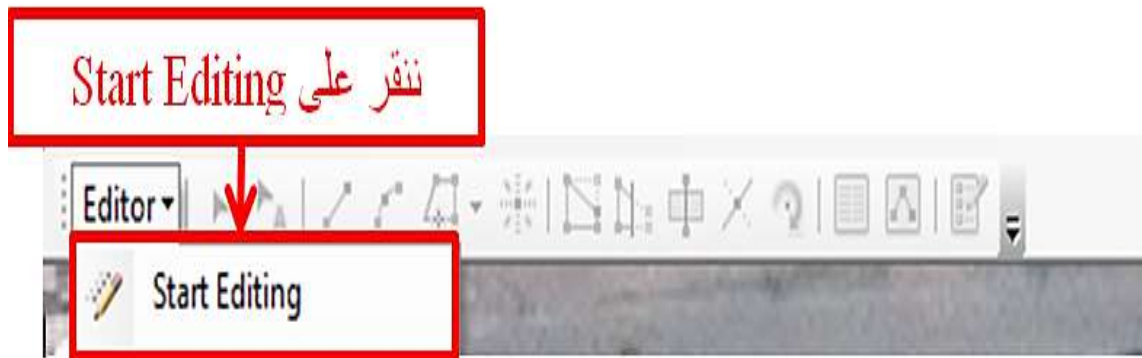 ننقر على Start Editing
Editor
Start Editing